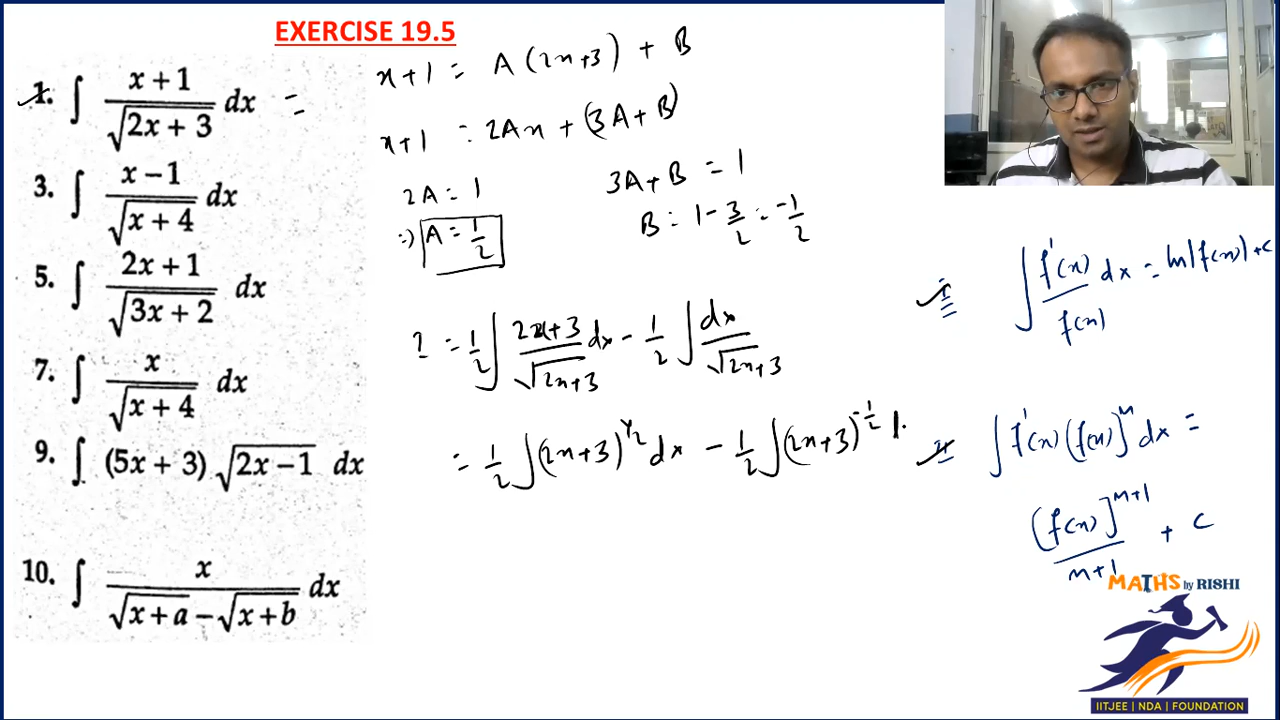 EXERCISE 19.5
1. ∫ (x + 1)/√(2x + 3) dx =
3. ∫ (x − 1)/√(x + 4) dx
5. ∫ (2x + 1)/√(3x + 2) dx
7. ∫ x/√(x + 4) dx
9. ∫ (5x + 3) √(2x − 1) dx
10. ∫ x/(√(x + a) − √(x + b)) dx
x+1 = A(2x+3) + B
x+1 = 2Ax + (3A+B)
2A = 1
⇒ A = 1/2
3A+B = 1
B = 1 − 3/2 = −1/2
I = 1/2 ∫ (2x+3)/√(2x+3) dx − 1/2 ∫ dx/√(2x+3)
= 1/2 ∫ (2x+3)^(1/2) dx − 1/2 ∫ (2x+3)^(−1/2)
∫ f'(x)/f(x) dx = ln|f(x)| + c
∫ f'(x) (f(x))^n dx =
(f(x)]^(n+1)/(n+1) + c
MATHS by RISHI
IITJEE | NDA | FOUNDATION